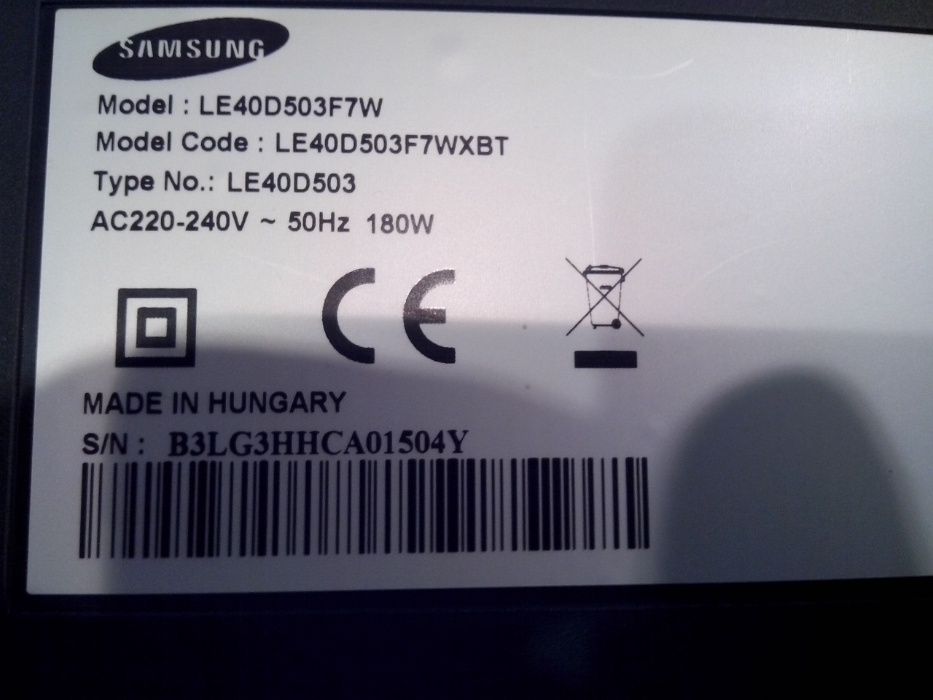 SAMSUNG
Model : LE40D503F7W
Model Code : LE40D503F7WXBT
Type No.: LE40D503
AC220-240V ~ 50Hz 180W
CE
MADE IN HUNGARY
S/N : B3LG3HHCA01504Y